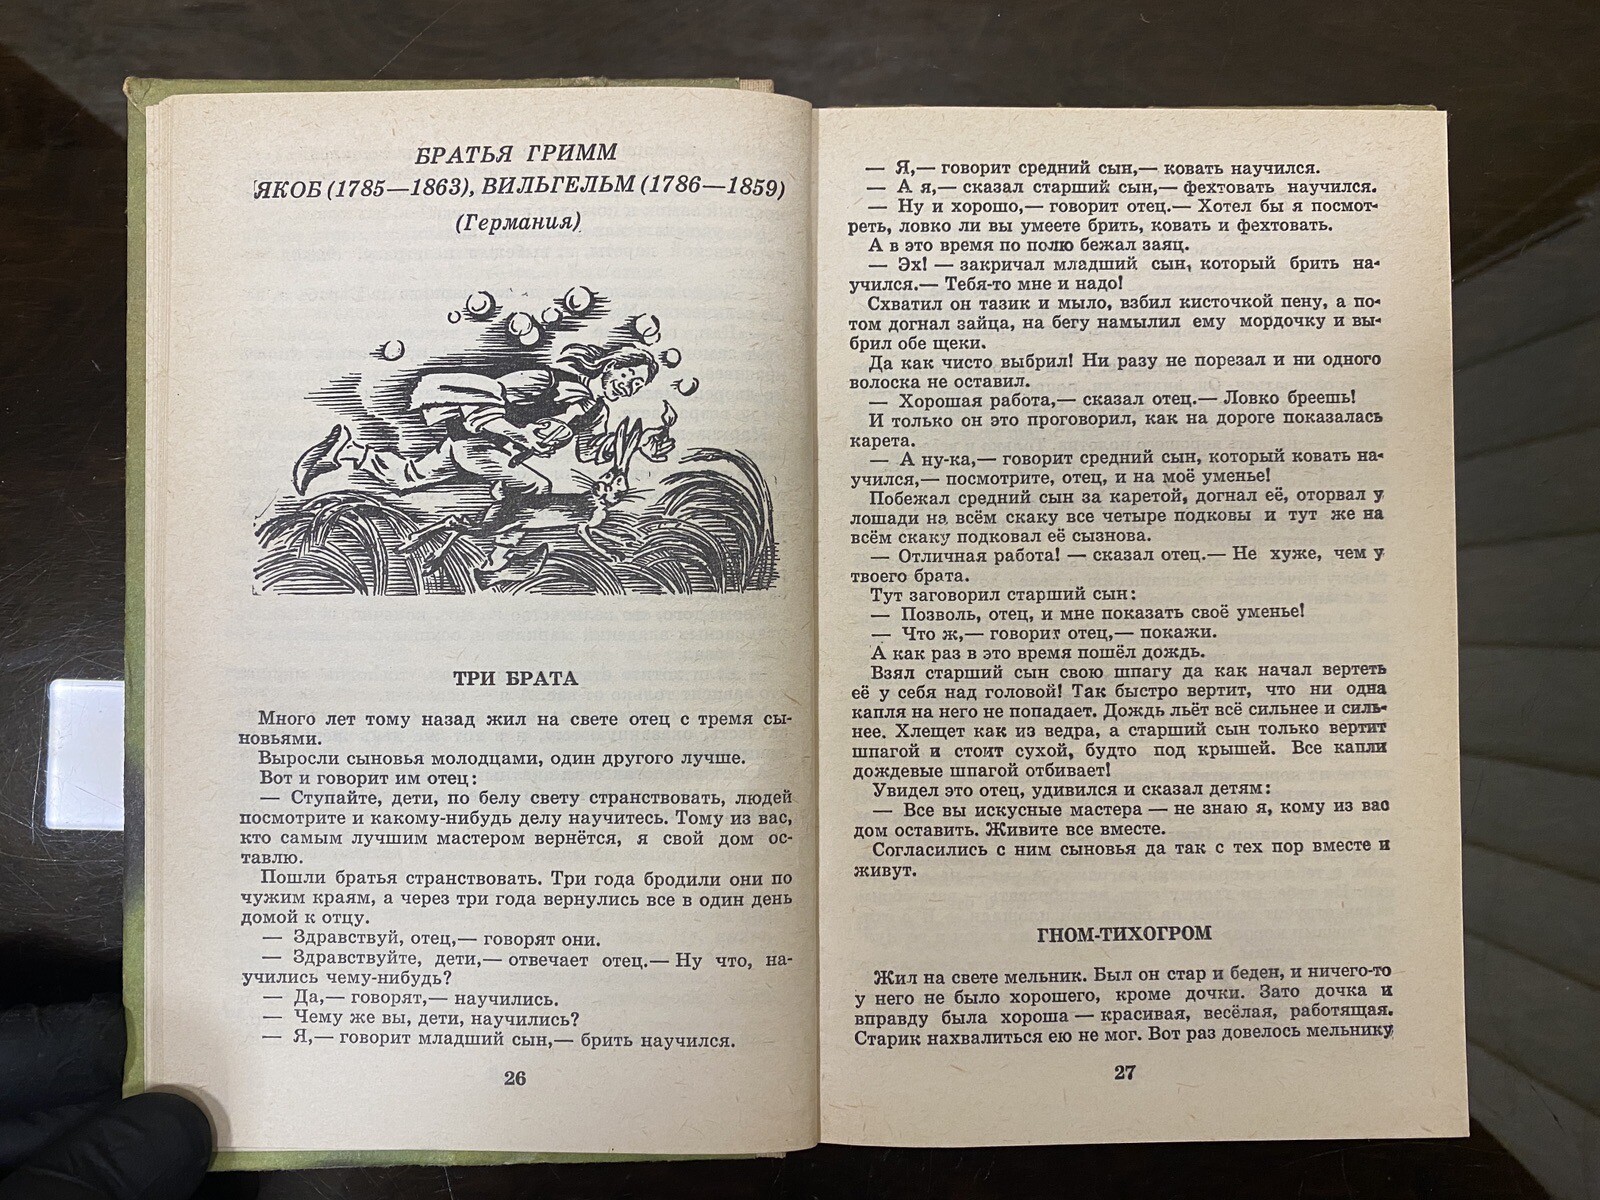 БРАТЬЯ ГРИММ
ЯКОБ (1785—1863), ВИЛЬГЕЛЬМ (1786—1859)
(Германия)
ТРИ БРАТА
Много лет тому назад жил на свете отец с тремя сы-
новьями.
Выросли сыновья молодцами, один другого лучше.
Вот и говорит им отец:
— Ступайте, дети, по белу свету странствовать, людей
посмотрите и какому-нибудь делу научитесь. Тому из вас,
кто самым лучшим мастером вернётся, я свой дом ос-
тавлю.
Пошли братья странствовать. Три года бродили они по
чужим краям, а через три года вернулись все в один день
домой к отцу.
— Здравствуй, отец,— говорят они.
— Здравствуйте, дети,— отвечает отец.— Ну что, на-
учились чему-нибудь?
— Да,— говорят,— научились.
— Чему же вы, дети, научились?
— Я,— говорит младший сын,— брить научился.
26
— Я,— говорит средний сын,— ковать научился.
— А я,— сказал старший сын,— фехтовать научился.
— Ну и хорошо,— говорит отец.— Хотел бы я посмот-
реть, ловко ли вы умеете брить, ковать и фехтовать.
А в это время по полю бежал заяц.
— Эх! — закричал младший сын, который брить на-
учился.— Тебя-то мне и надо!
Схватил он тазик и мыло, взбил кисточкой пену, а по-
том догнал зайца, на бегу намылил ему мордочку и вы-
брил обе щеки.
Да как чисто выбрил! Ни разу не порезал и ни одного
волоска не оставил.
— Хорошая работа,— сказал отец.— Ловко бреешь!
И только он это проговорил, как на дороге показалась
карета.
— А ну-ка,— говорит средний сын, который ковать на-
учился,— посмотрите, отец, и на моё уменье!
Побежал средний сын за каретой, догнал её, оторвал у
лошади на всём скаку все четыре подковы и тут же на
всём скаку подковал её сызнова.
— Отличная работа! — сказал отец.— Не хуже, чем у
твоего брата.
Тут заговорил старший сын:
— Позволь, отец, и мне показать своё уменье!
— Что ж,— говорит отец,— покажи.
А как раз в это время пошёл дождь.
Взял старший сын свою шпагу да как начал вертеть
её у себя над головой! Так быстро вертит, что ни одна
капля на него не попадает. Дождь льёт всё сильнее и силь-
нее. Хлещет как из ведра, а старший сын только вертит
шпагой и стоит сухой, будто под крышей. Все капли
дождевые шпагой отбивает!
Увидел это отец, удивился и сказал детям:
— Все вы искусные мастера — не знаю я, кому из вас
дом оставить. Живите все вместе.
Согласились с ним сыновья да так с тех пор вместе и
живут.
ГНОМ-ТИХОГРОМ
Жил на свете мельник. Был он стар и беден, и ничего-то
у него не было хорошего, кроме дочки. Зато дочка и
вправду была хороша — красивая, весёлая, работящая.
Старик нахвалиться ею не мог. Вот раз довелось мельнику
27